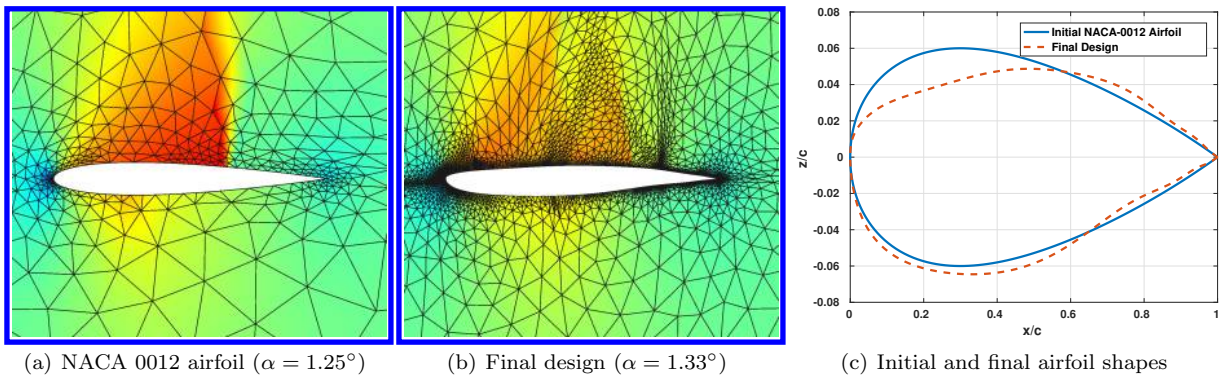 0.08
0.06
0.04
0.02
0
-0.02
-0.04
-0.06
-0.08
z/c
Initial NACA-0012 Airfoil
Final Design
0 0.2 0.4 0.6 0.8 1
x/c
(a) NACA 0012 airfoil (α = 1.25°)
(b) Final design (α = 1.33°)
(c) Initial and final airfoil shapes